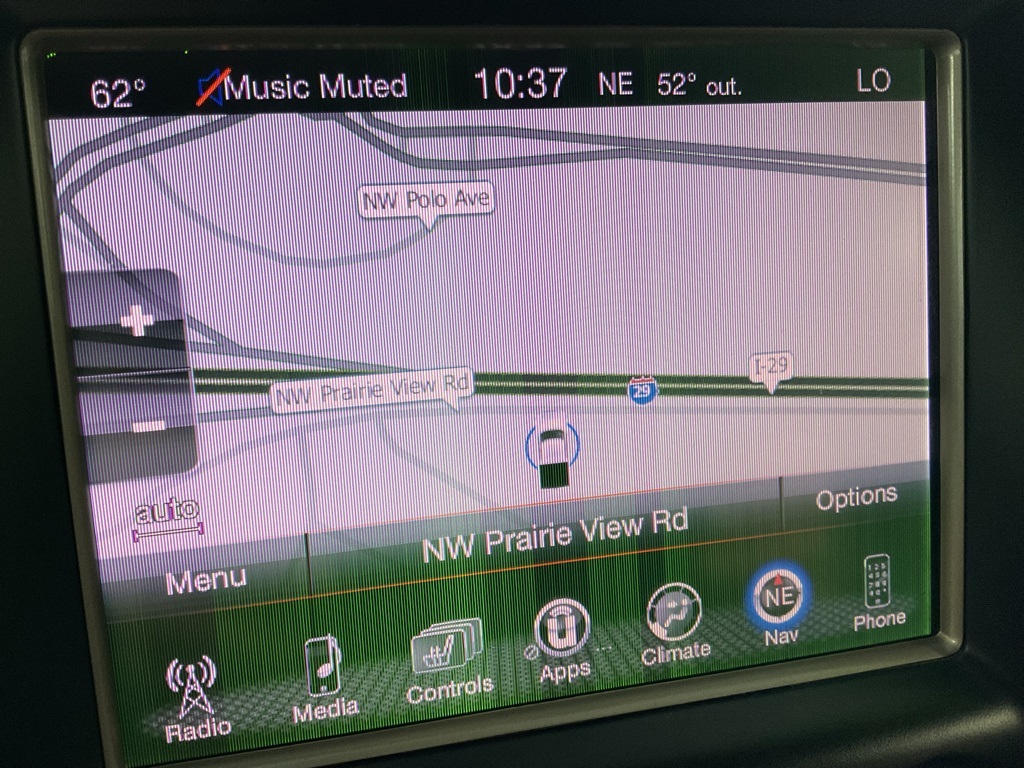 62° Music Muted 10:37 NE 52° out. LO
NW Polo Ave
I-29
NW Prairie View Rd
29
auto
Menu NW Prairie View Rd Options
Radio Media Controls Apps Climate NE Nav Phone